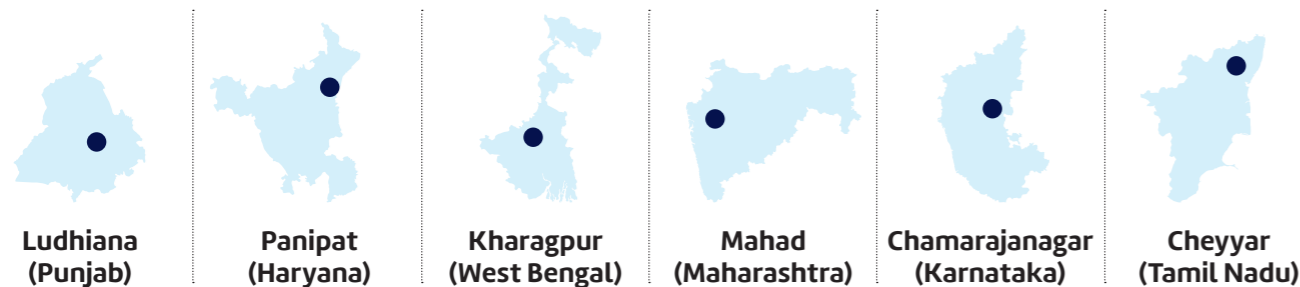 Ludhiana
(Punjab)
Panipat
(Haryana)
Kharagpur
(West Bengal)
Mahad
(Maharashtra)
Chamarajanagar
(Karnataka)
Cheyyar
(Tamil Nadu)